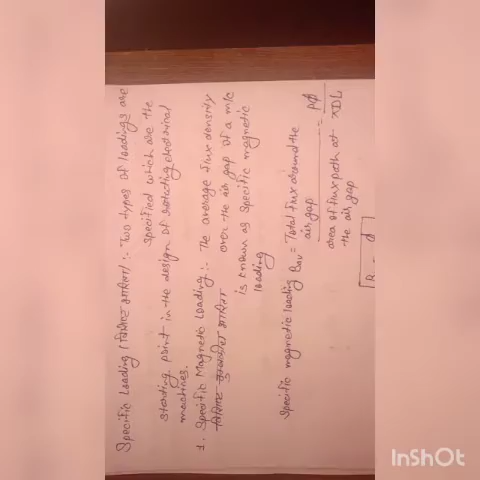 Specific Loading (विशिष्ट भारिता) :- Two types of loadings are
specified which are the
starting point in the design of rotating electrical
machines.
1. Specific Magnetic Loading :- The average flux density
विशिष्ट चुम्बकीय भारिता over the air gap of a m/c
is known as specific magnetic
loading
Specific magnetic loading Bav = Total flux around the
air gap = Pφ
area of flux path at πDL
the air gap
InShOt